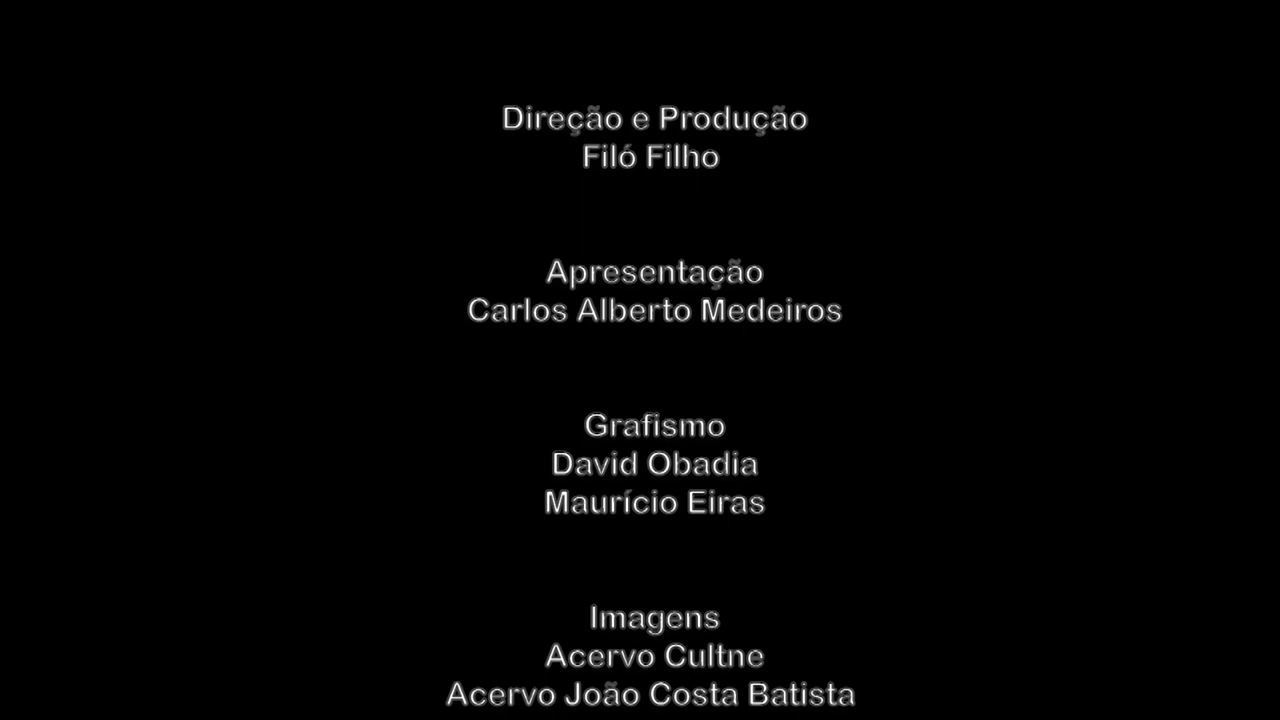 Direção e Produção
Filó Filho
Apresentação
Carlos Alberto Medeiros
Grafismo
David Obadia
Maurício Eiras
Imagens
Acervo Cultne
Acervo João Costa Batista